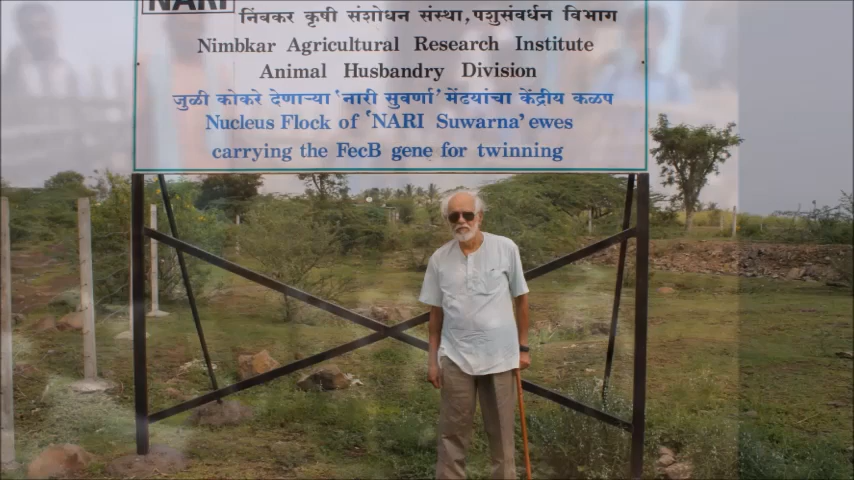 NARI
निंबकर कृषी संशोधन संस्था, पशुसंवर्धन विभाग
Nimbkar Agricultural Research Institute
Animal Husbandry Division
जुळी कोकरे देणाऱ्या 'नारी सुवर्णा' मेंढयांचा केंद्रीय कळप
Nucleus Flock of 'NARI Suwarna' ewes
carrying the FecB gene for twinning